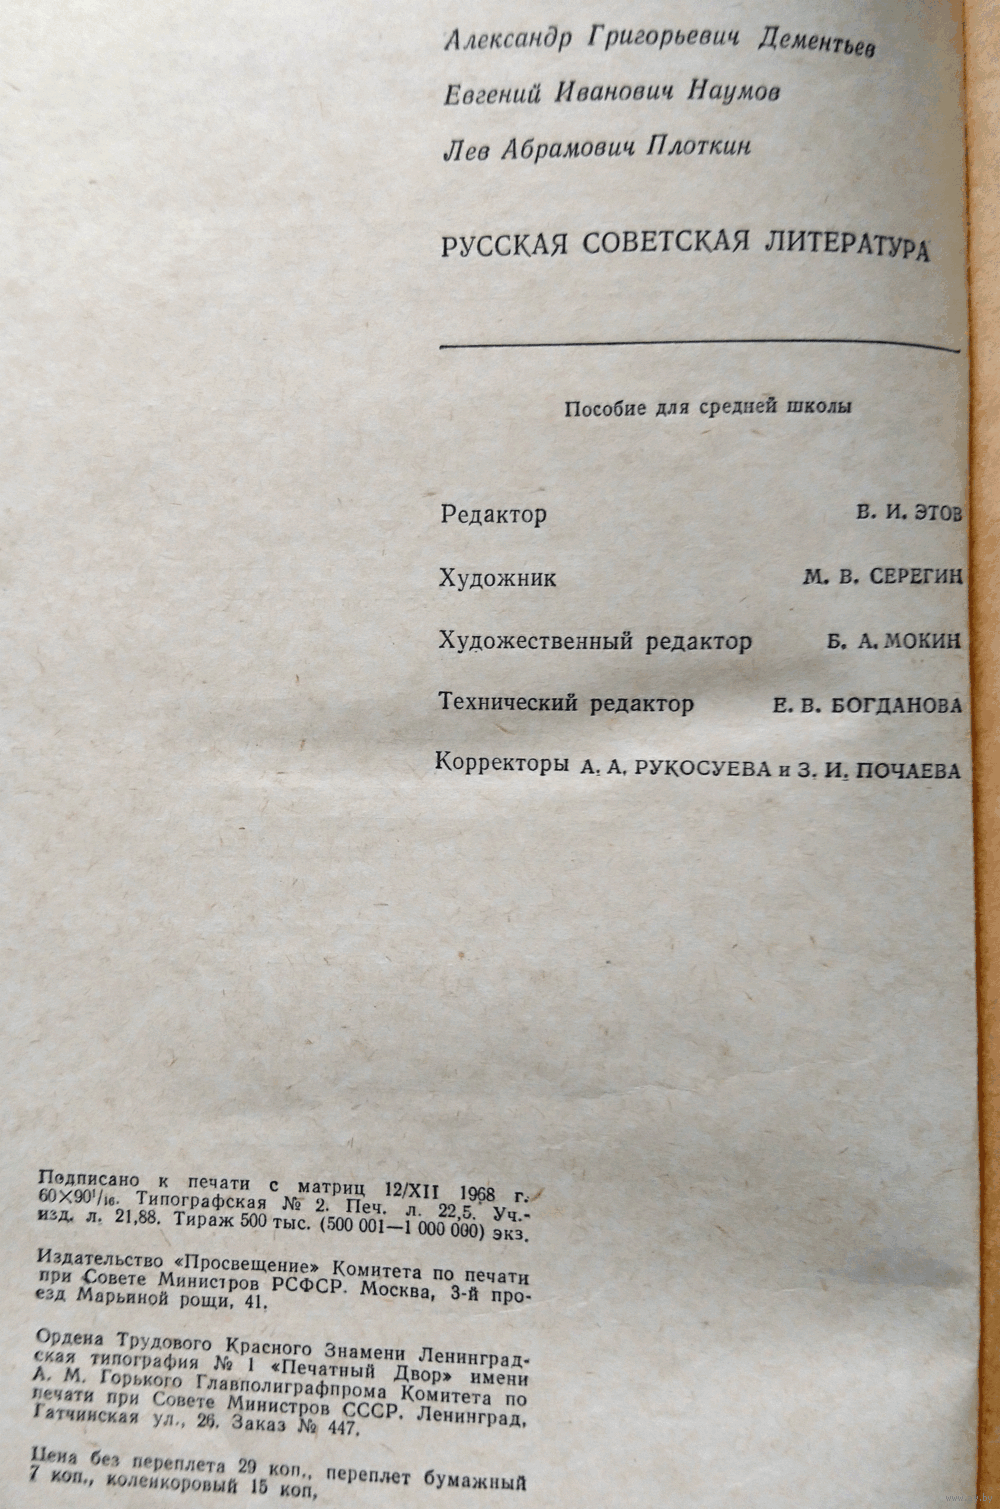 Александр Григорьевич Дементьев
Евгений Иванович Наумов
Лев Абрамович Плоткин
РУССКАЯ СОВЕТСКАЯ ЛИТЕРАТУРА
Пособие для средней школы
Редактор В. И. ЭТОВ
Художник М. В. СЕРЕГИН
Художественный редактор Б. А. МОКИН
Технический редактор Е. В. БОГДАНОВА
Корректоры А. А. РУКОСУЕВА и З. И. ПОЧАЕВА
Подписано к печати с матриц 12/XII 1968 г.
60×90¹/₁₆. Типографская № 2. Печ. л. 22,5. Уч.-
изд. л. 21,88. Тираж 500 тыс. (500 001—1 000 000) экз.
Издательство «Просвещение» Комитета по печати
при Совете Министров РСФСР. Москва, 3-й про-
езд Марьиной рощи, 41.
Ордена Трудового Красного Знамени Ленинград-
ская типография № 1 «Печатный Двор» имени
А. М. Горького Главполиграфпрома Комитета по
печати при Совете Министров СССР. Ленинград,
Гатчинская ул., 26. Заказ № 447.
Цена без переплета 29 коп., переплет бумажный
7 коп., коленкоровый 15 коп.